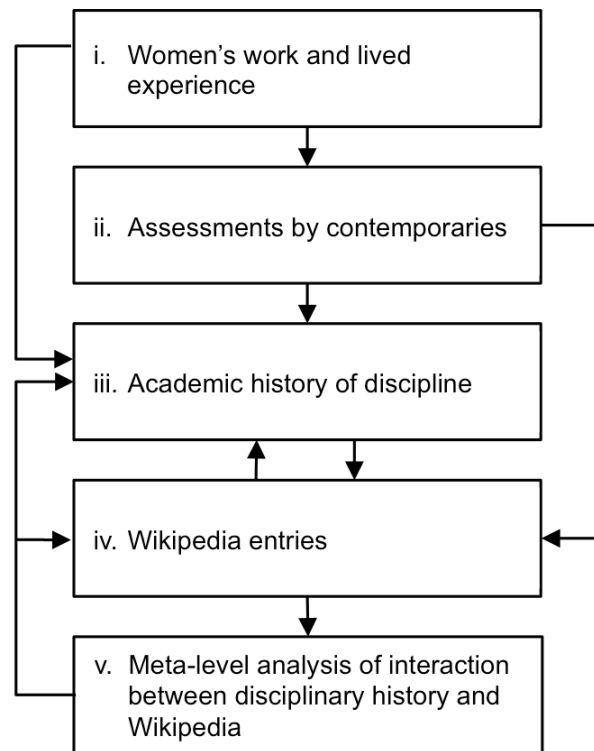 i. Women’s work and lived
experience
ii. Assessments by contemporaries
iii. Academic history of discipline
iv. Wikipedia entries
v. Meta-level analysis of interaction
between disciplinary history and
Wikipedia